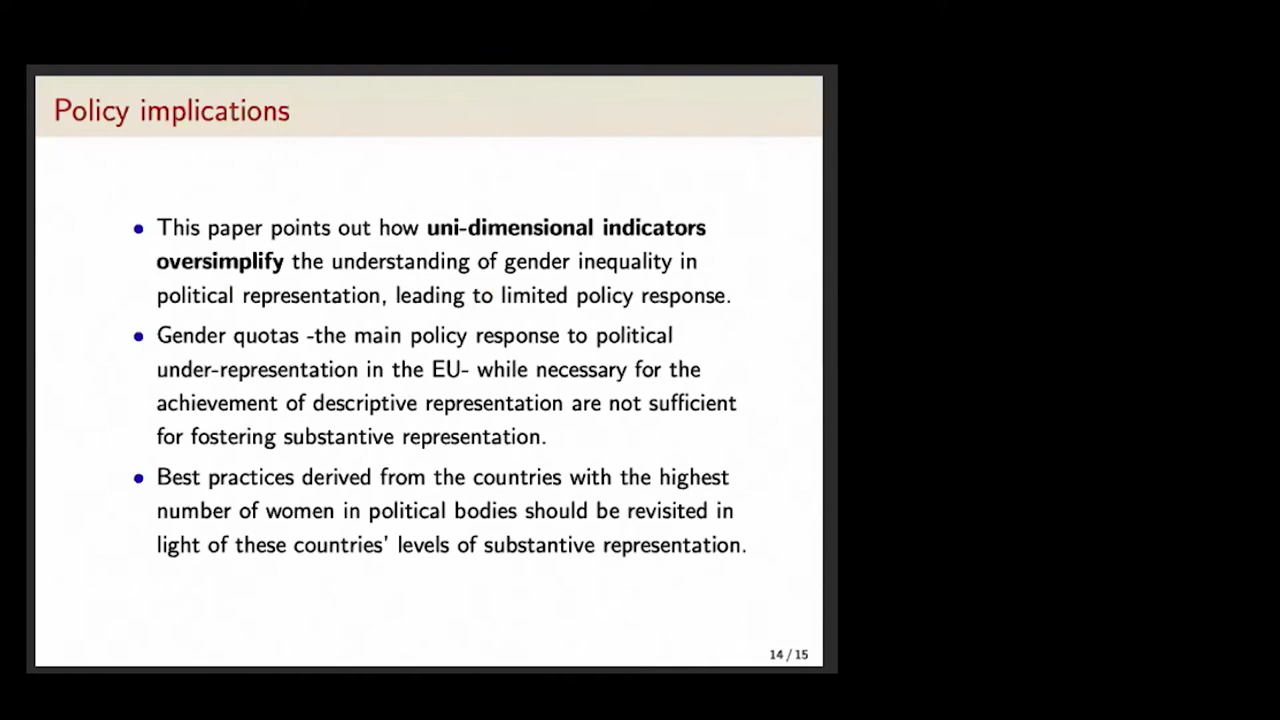 Policy implications
• This paper points out how uni-dimensional indicators
oversimplify the understanding of gender inequality in
political representation, leading to limited policy response.
• Gender quotas -the main policy response to political
under-representation in the EU- while necessary for the
achievement of descriptive representation are not sufficient
for fostering substantive representation.
• Best practices derived from the countries with the highest
number of women in political bodies should be revisited in
light of these countries' levels of substantive representation.
14 / 15